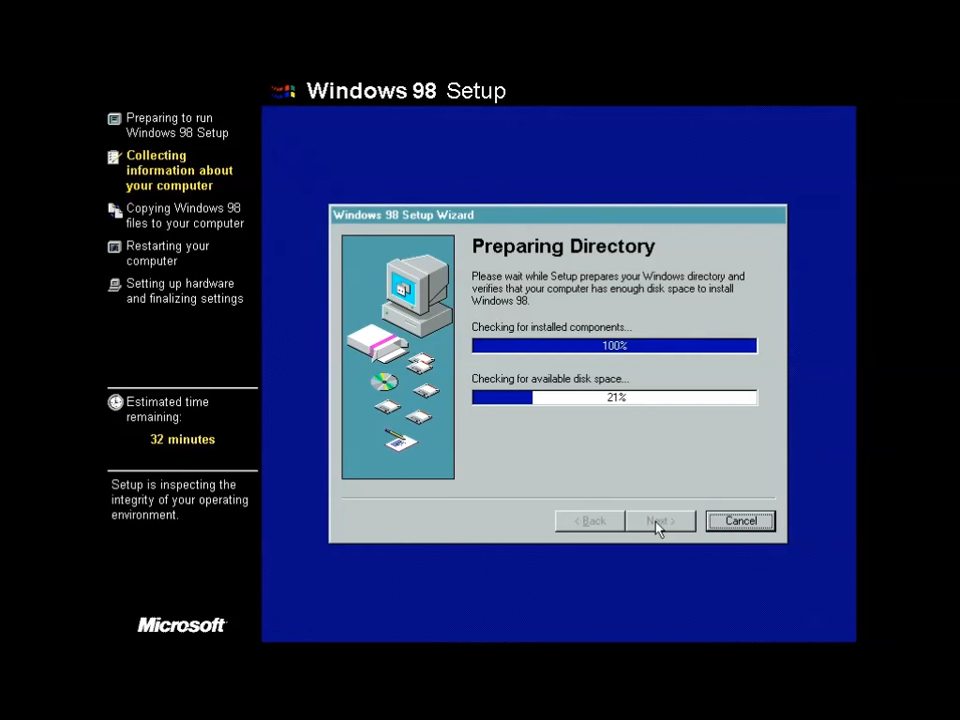 Windows 98 Setup
Preparing to run
Windows 98 Setup
Collecting
information about
your computer
Copying Windows 98
files to your computer
Restarting your
computer
Setting up hardware
and finalizing settings
Estimated time
remaining:
32 minutes
Setup is inspecting the
integrity of your operating
environment.
Microsoft
Windows 98 Setup Wizard
Preparing Directory
Please wait while Setup prepares your Windows directory and
verifies that your computer has enough disk space to install
Windows 98.
Checking for installed components...
100%
Checking for available disk space...
21%
< Back
Next >
Cancel